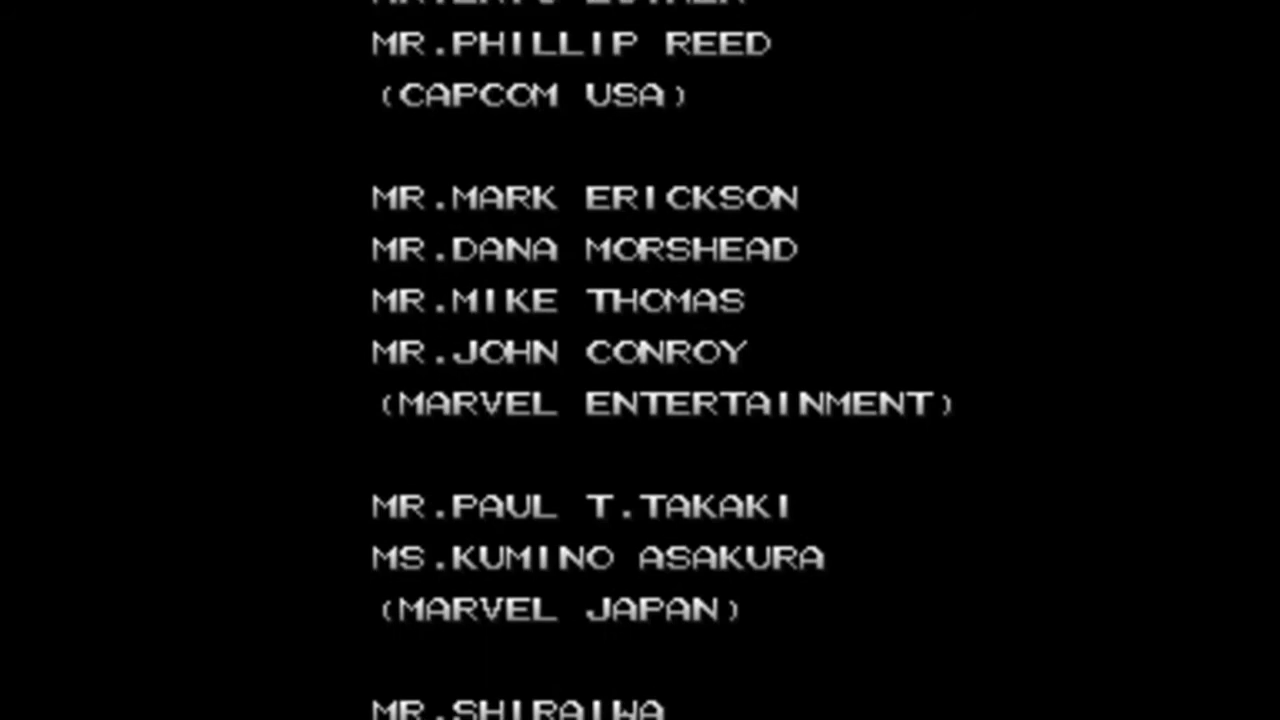 MR.PHILLIP REED
(CAPCOM USA)
MR.MARK ERICKSON
MR.DANA MORSHEAD
MR.MIKE THOMAS
MR.JOHN CONROY
(MARVEL ENTERTAINMENT)
MR.PAUL T.TAKAKI
MS.KUMINO ASAKURA
(MARVEL JAPAN)
MR.SHIRAIWA